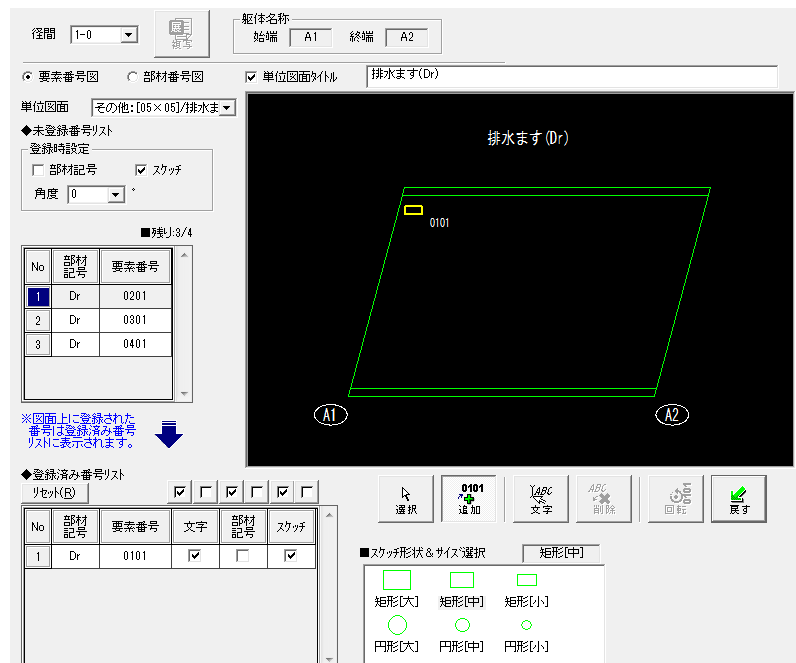 径間 1-0 展 複写 躯体名称 始端 A1 終端 A2
要素番号図 部材番号図 単位図面タイトル 排水ます(Dr)
単位図面 その他:[05×05]/排水ま
◆未登録番号リスト
登録時設定
部材記号 スケッチ
角度 0 °
■残り:3/4
No 部材記号 要素番号
1 Dr 0201
2 Dr 0301
3 Dr 0401
※図面上に登録された
番号は登録済み番号
リストに表示されます。
排水ます(Dr)
0101
A1 A2
◆登録済み番号リスト
リセット(R)
No 部材記号 要素番号 文字 部材記号 スケッチ
1 Dr 0101
選択 0101 追加 ABC 文字 ABC 削除 0101 回転 戻す
■スケッチ形状&サイズ選択 矩形[中]
矩形[大] 矩形[中] 矩形[小]
円形[大] 円形[中] 円形[小]